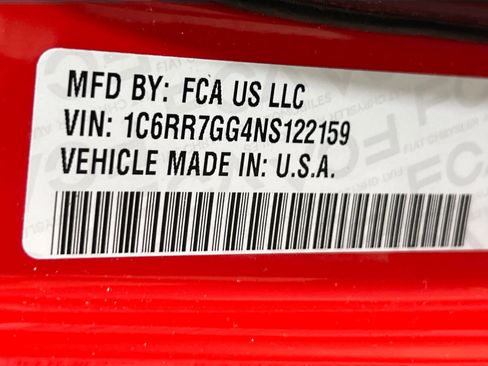 MFD BY: FCA US LLC
VIN: 1C6RR7GG4NS122159
VEHICLE MADE IN: U.S.A.